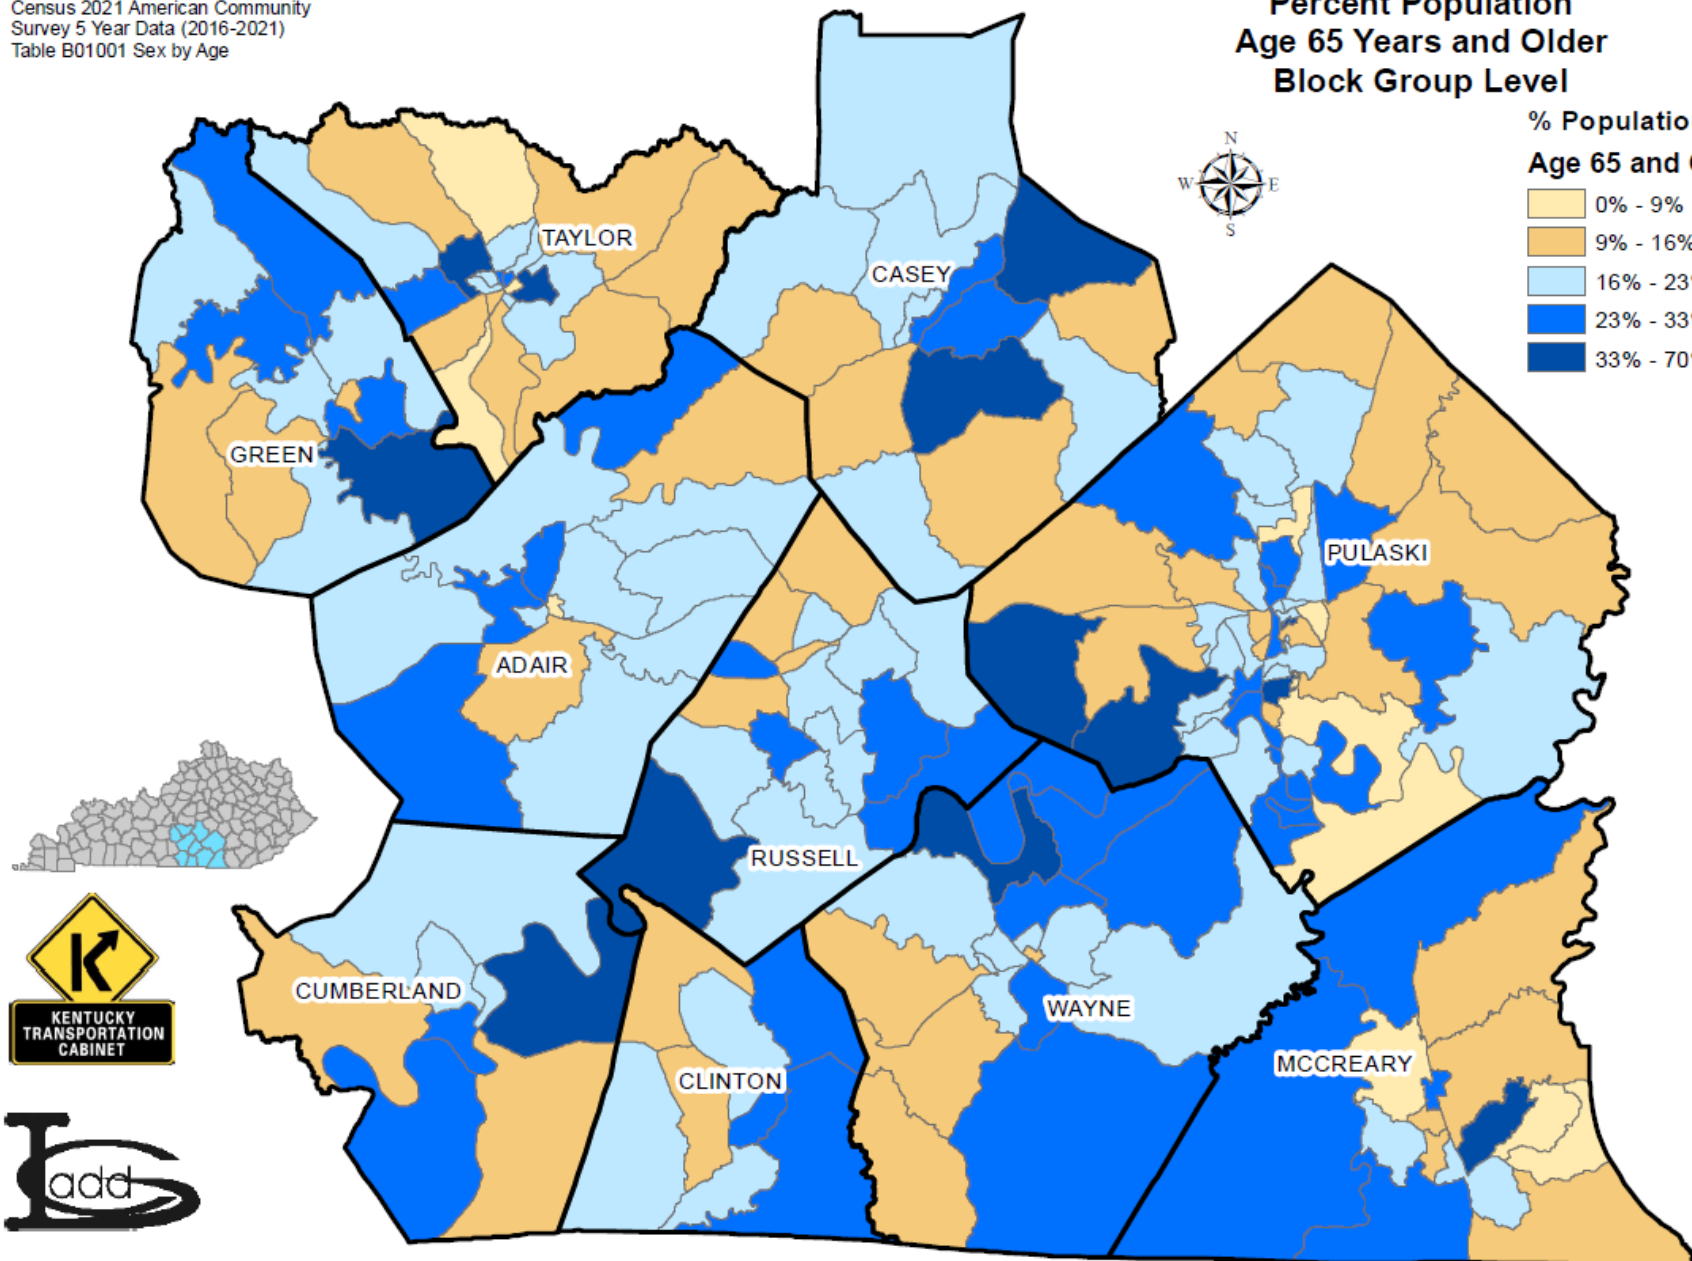 Census 2021 American Community
Survey 5 Year Data (2016-2021)
Table B01001 Sex by Age
Percent Population
Age 65 Years and Older
Block Group Level
% Populatio
Age 65 and
0% - 9%
9% - 16%
16% - 23%
23% - 33%
33% - 70%
N
W
E
S
TAYLOR
CASEY
GREEN
PULASKI
ADAIR
RUSSELL
CUMBERLAND
WAYNE
CLINTON
MCCREARY
K
KENTUCKY
TRANSPORTATION
CABINET
LC
add